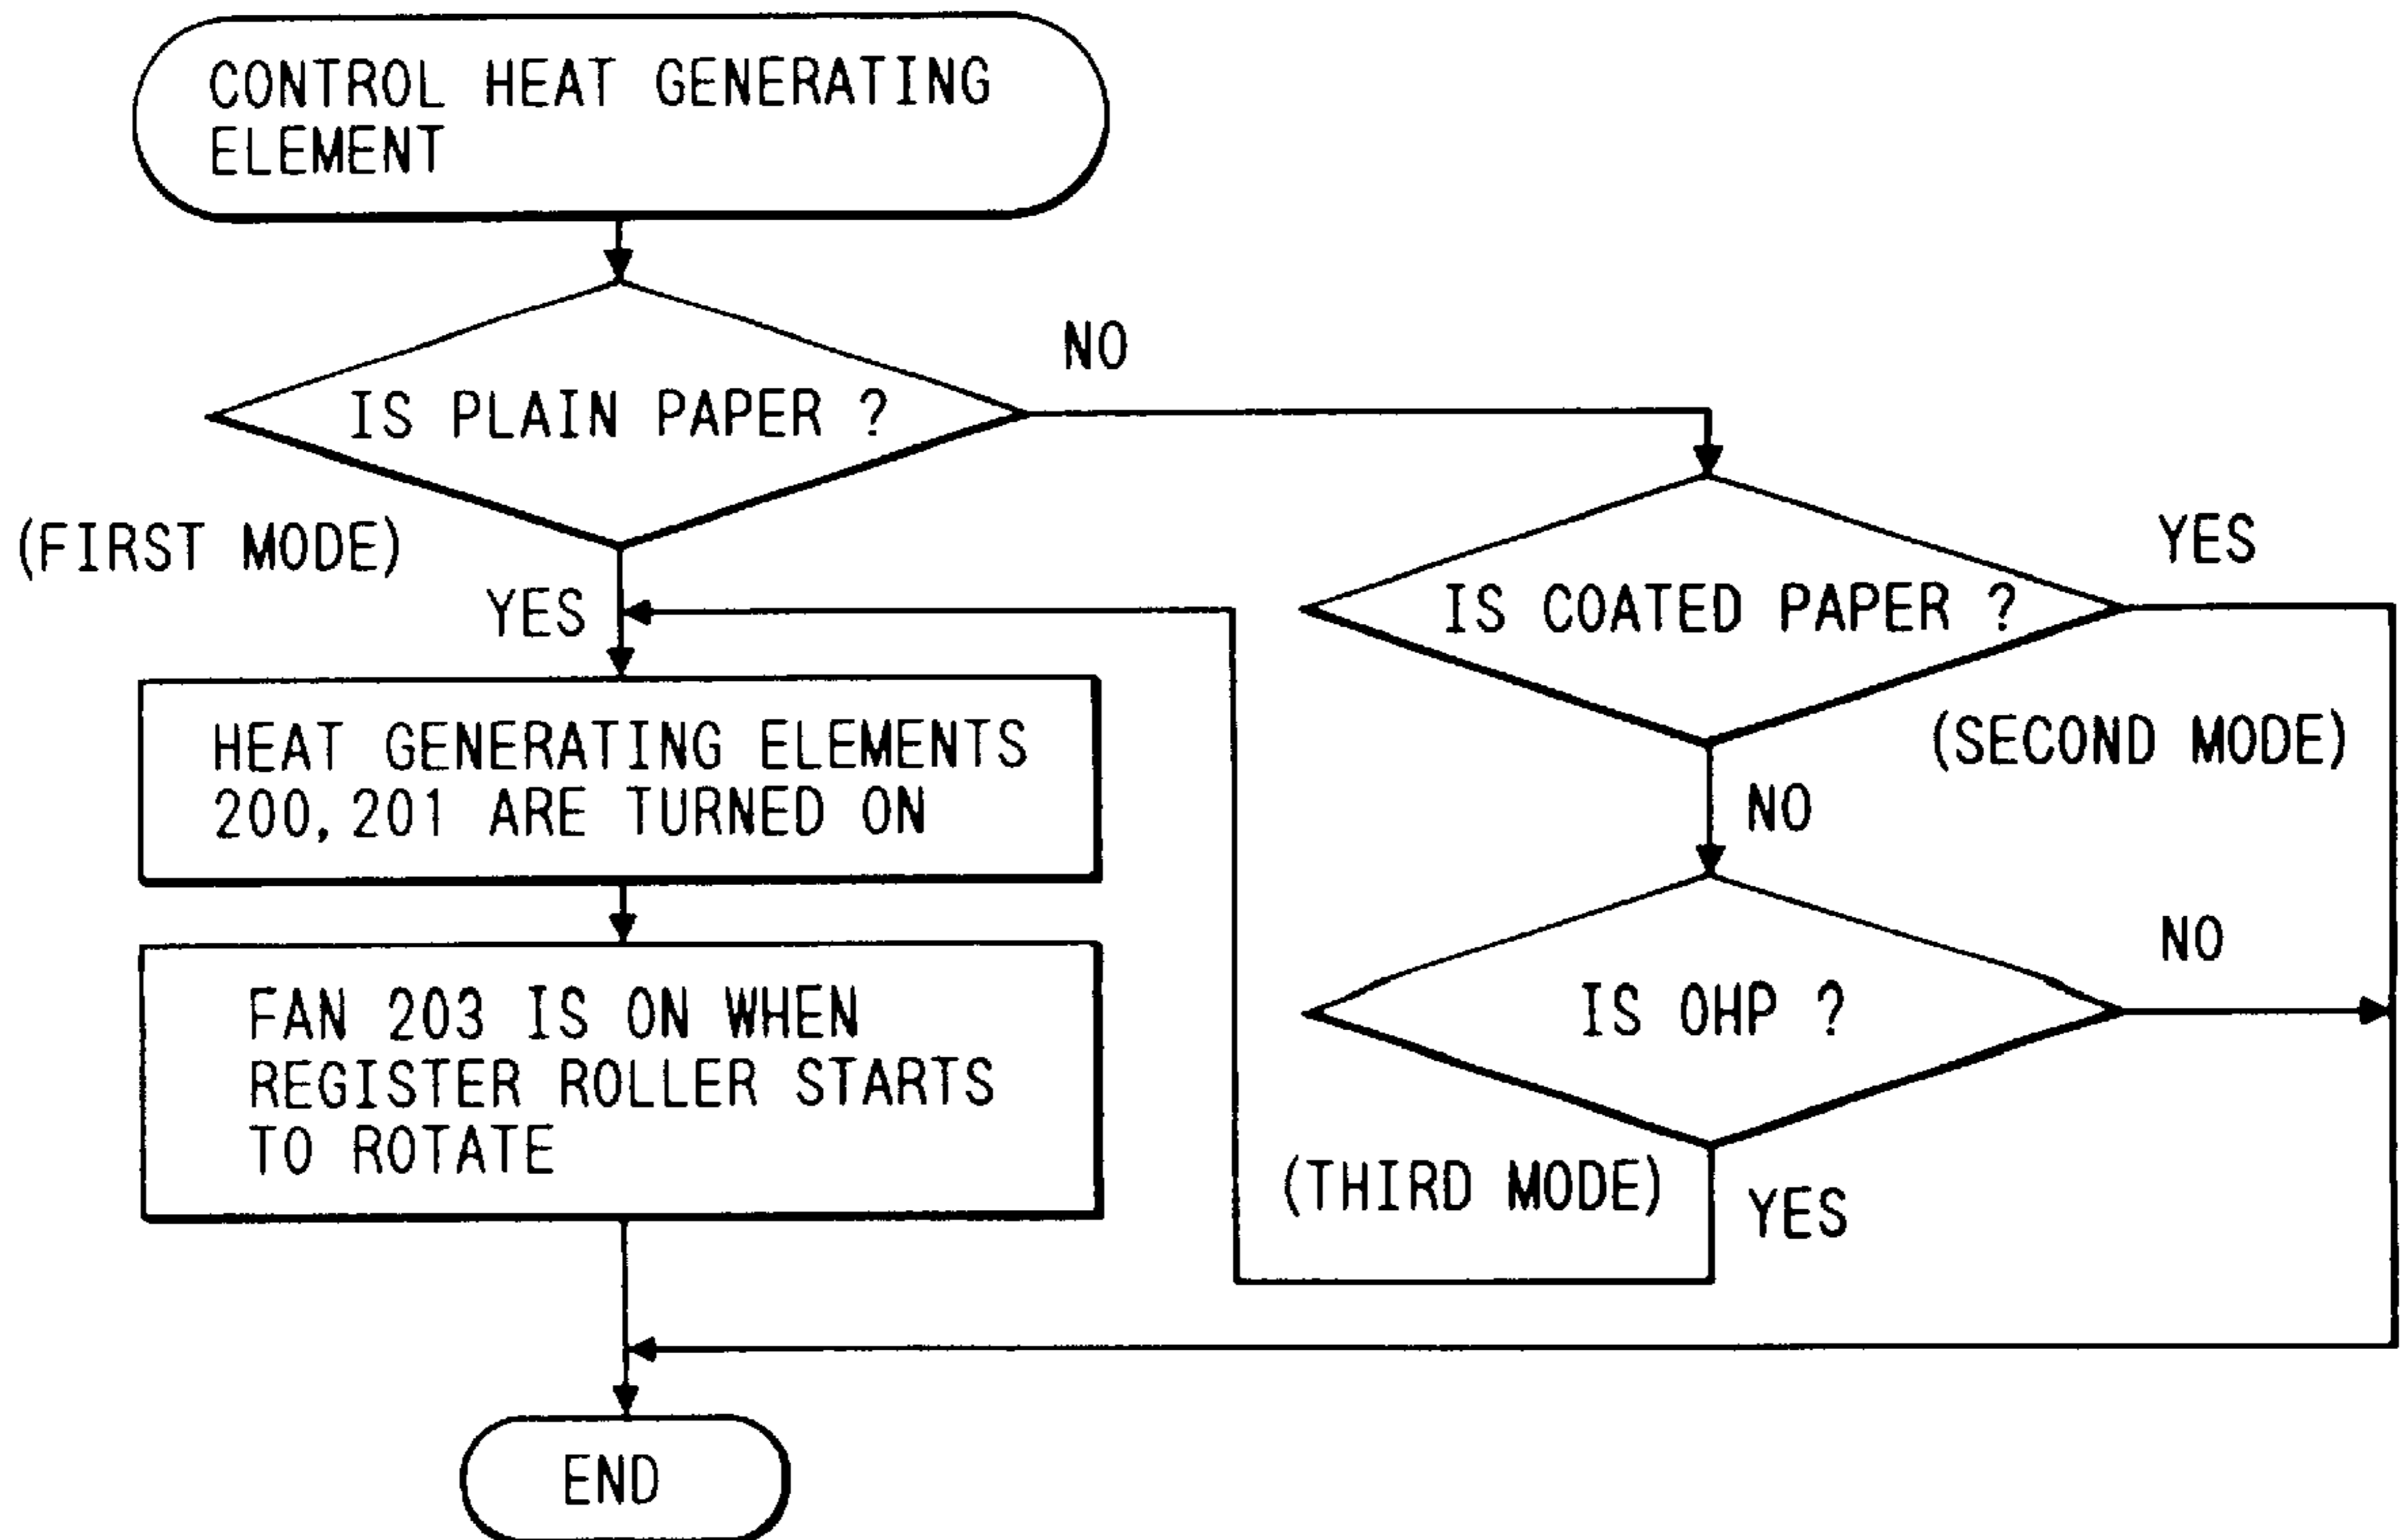 CONTROL HEAT GENERATING
ELEMENT
IS PLAIN PAPER ?
NO
(FIRST MODE)
YES
HEAT GENERATING ELEMENTS
200,201 ARE TURNED ON
FAN 203 IS ON WHEN
REGISTER ROLLER STARTS
TO ROTATE
IS COATED PAPER ?
YES
(SECOND MODE)
NO
IS OHP ?
NO
(THIRD MODE)
YES
END